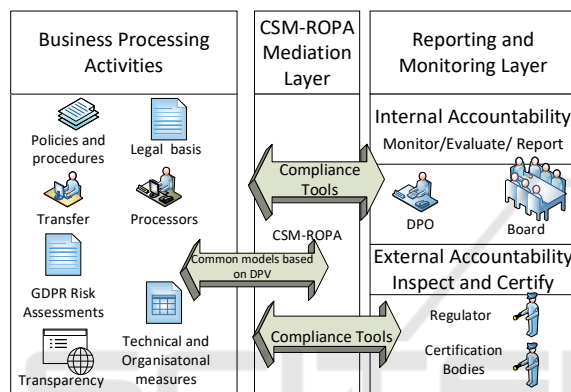 Business Processing
Activities
Policies and
procedures
Legal basis
Transfer
Processors
GDPR Risk
Assessments
Transparency
Technical and
Organisatonal
measures
CSM-ROPA
Mediation
Layer
Compliance
Tools
CSM-ROPA
Common models based
on DPV
Compliance Tools
Reporting and
Monitoring Layer
Internal Accountability
Monitor/Evaluate/ Report
DPO
Board
External Accountability
Inspect and Certify
Regulator
Certification
Bodies